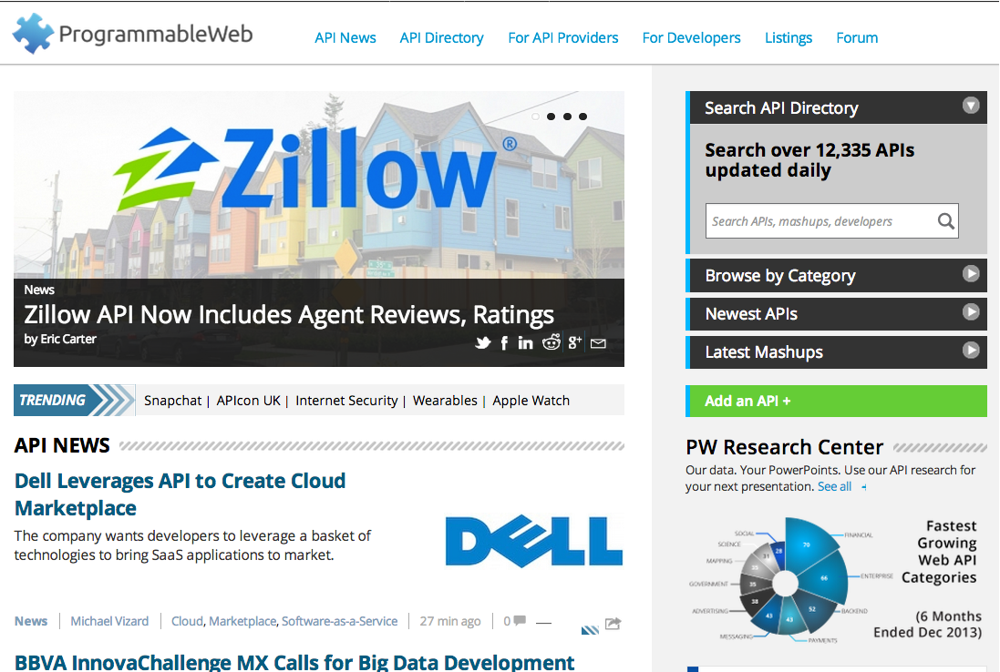 ProgrammableWeb
API News
API Directory
For API Providers
For Developers
Listings
Forum
Zillow®
News
Zillow API Now Includes Agent Reviews, Ratings
by Eric Carter
TRENDING
Snapchat | APIcon UK | Internet Security | Wearables | Apple Watch
API NEWS
Dell Leverages API to Create Cloud
Marketplace
The company wants developers to leverage a basket of
technologies to bring SaaS applications to market.
DELL
News
Michael Vizard
Cloud, Marketplace, Software-as-a-Service
27 min ago
0
BBVA InnovaChallenge MX Calls for Big Data Development
Search API Directory
Search over 12,335 APIs
updated daily
Search APIs, mashups, developers
Browse by Category
Newest APIs
Latest Mashups
Add an API +
PW Research Center
Our data. Your PowerPoints. Use our API research for
your next presentation. See all
SOCIAL
SCIENCE
MAPPING
GOVERNMENT
ADVERTISING
MESSAGING
PAYMENTS
BACKEND
ENTERPRISE
FINANCIAL
70
66
52
43
43
38
35
31
28
Fastest
Growing
Web API
Categories
(6 Months
Ended Dec 2013)